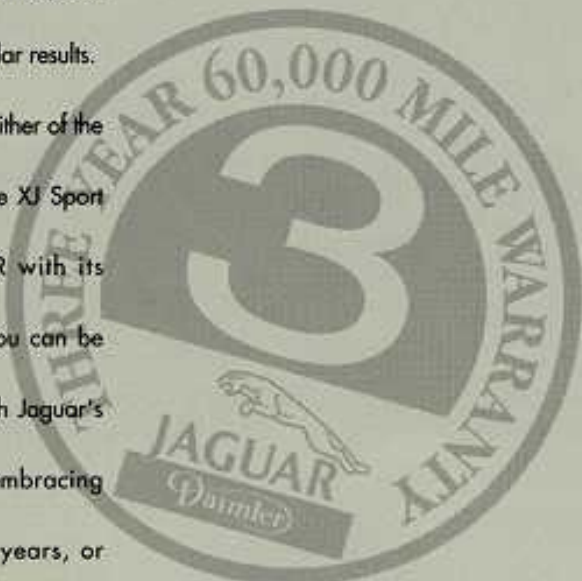 lar results.
ither of the
e XJ Sport
R with its
ou can be
h Jaguar's
mbracing
years, or
THREE YEAR 60,000 MILE WARRANTY
3
JAGUAR
Daimler